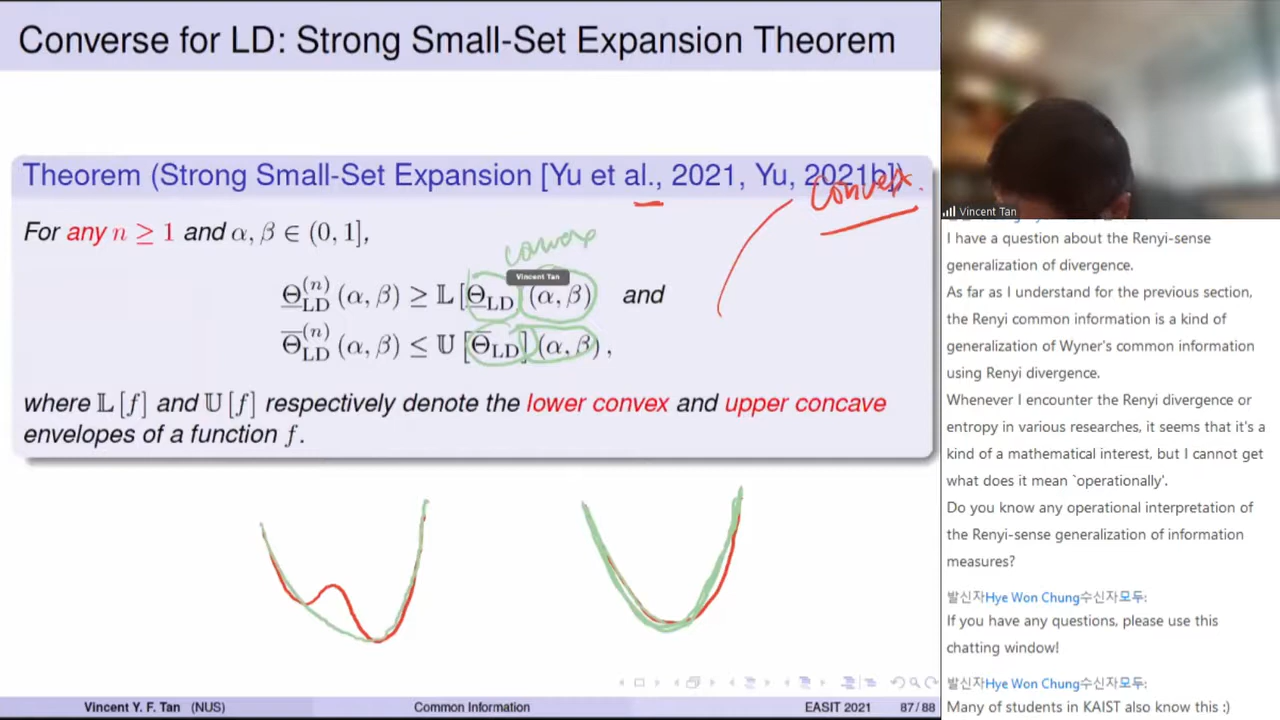 Converse for LD: Strong Small-Set Expansion Theorem
Theorem (Strong Small-Set Expansion [Yu et al., 2021, Yu, 2021b])
Convex.
For any n ≥ 1 and α, β ∈ (0, 1],
convex
Vincent Tan
Θ̲_LD^(n) (α, β) ≥ 𝕃 [Θ̲_LD (α, β) and
Θ̅_LD^(n) (α, β) ≤ 𝕌 [Θ̅_LD] (α, β) ,
where 𝕃 [f] and 𝕌 [f] respectively denote the lower convex and upper concave
envelopes of a function f.
Vincent Y. F. Tan (NUS) Common Information EASIT 2021 87 / 88
Vincent Tan
I have a question about the Renyi-sense
generalization of divergence.
As far as I understand for the previous section,
the Renyi common information is a kind of
generalization of Wyner's common information
using Renyi divergence.
Whenever I encounter the Renyi divergence or
entropy in various researches, it seems that it's a
kind of a mathematical interest, but I cannot get
what does it mean `operationally'.
Do you know any operational interpretation of
the Renyi-sense generalization of information
measures?
발신자Hye Won Chung수신자모두:
If you have any questions, please use this
chatting window!
발신자Hye Won Chung수신자모두:
Many of students in KAIST also know this :)